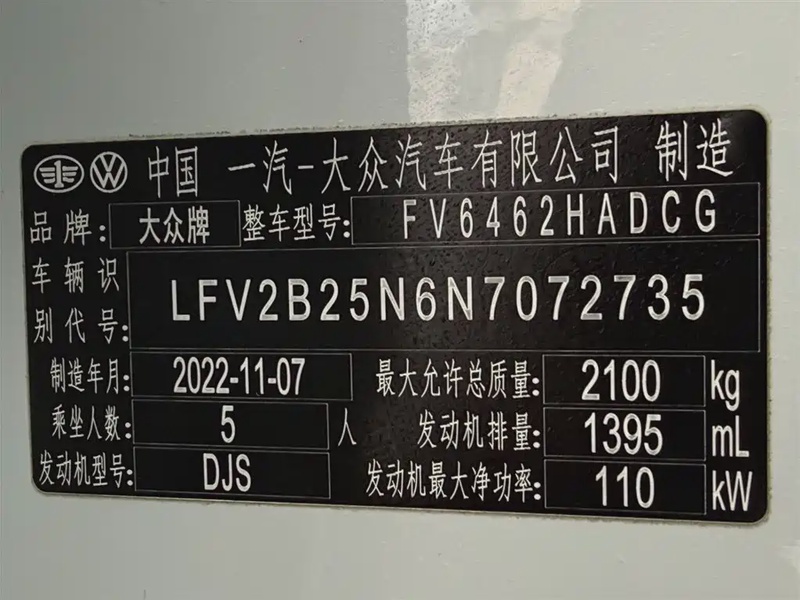 中国 一汽-大众汽车有限公司 制造
品牌: 大众牌 整车型号: FV6462HADCG
车辆识别代号: LFV2B25N6N7072735
制造年月: 2022-11-07 最大允许总质量: 2100 kg
乘坐人数: 5 人 发动机排量: 1395 mL
发动机型号: DJS 发动机最大净功率: 110 kW